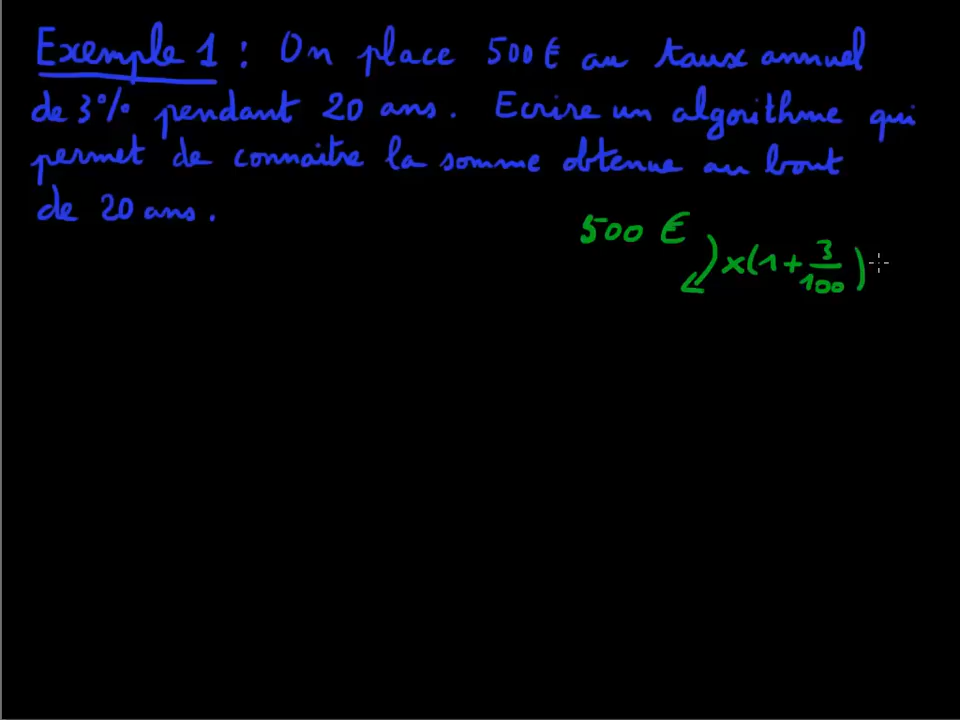 Exemple 1 : On place 500 € au taux annuel
de 3% pendant 20 ans. Ecrire un algorithme qui
permet de connaitre la somme obtenue au bout
de 20 ans.
500 €
×(1 + 3/100)